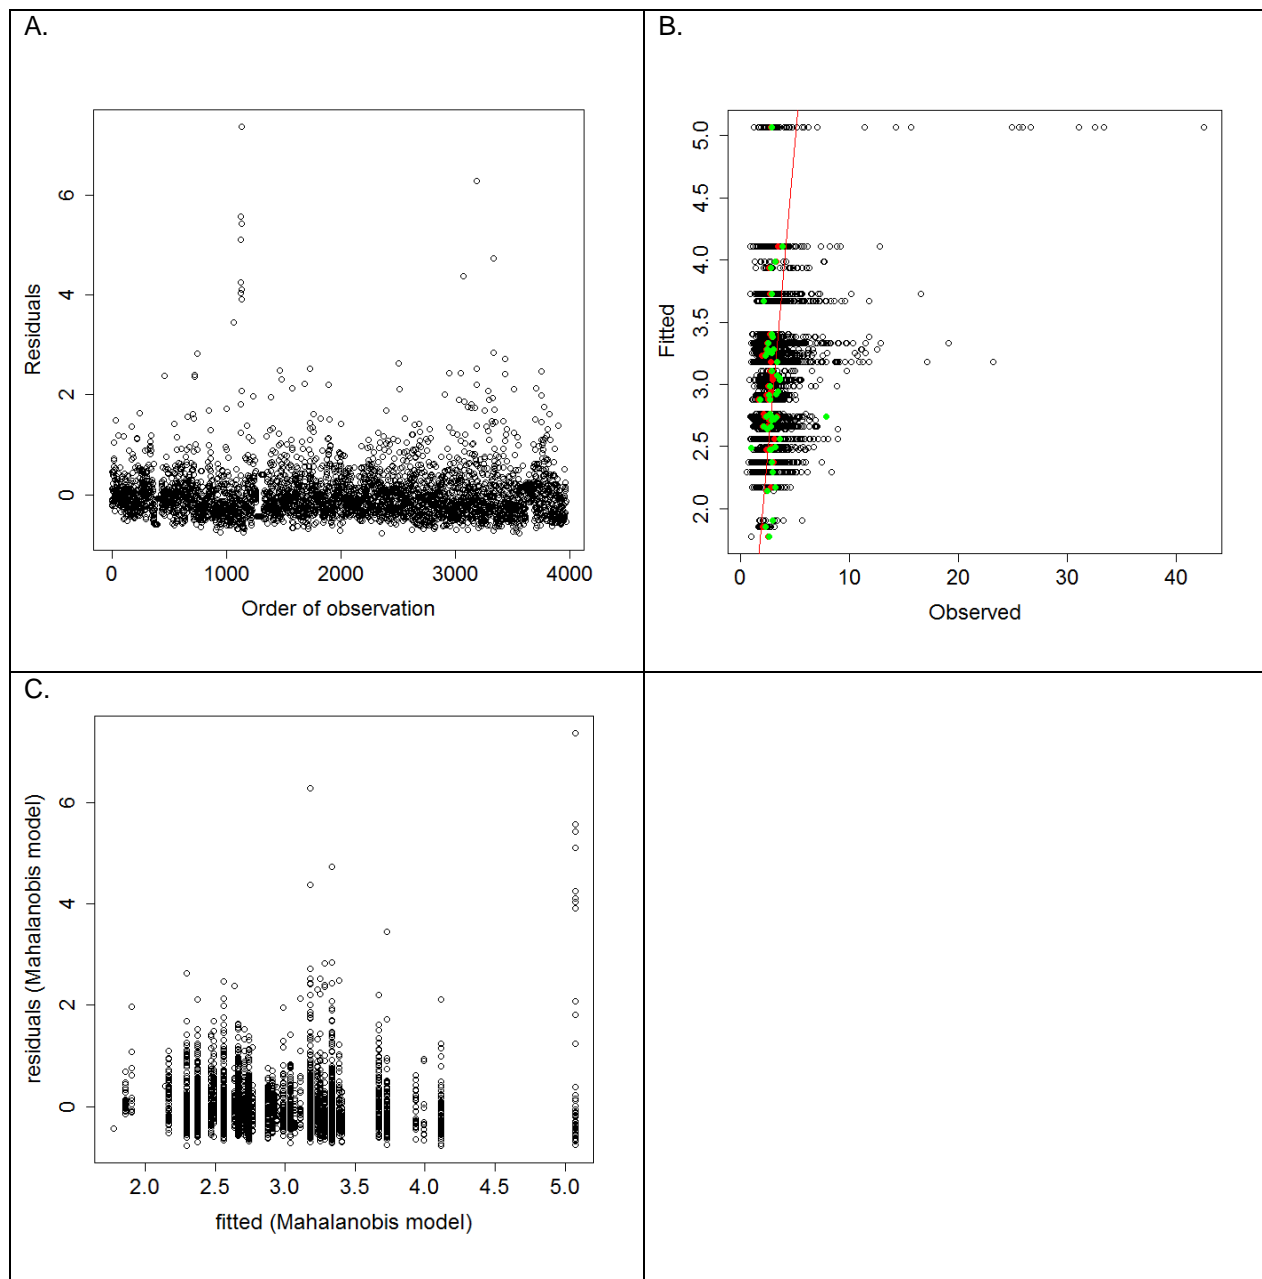 A.
6
4
2
0
Residuals
0 1000 2000 3000 4000
Order of observation
B.
5.0
4.5
4.0
3.5
3.0
2.5
2.0
Fitted
0 10 20 30 40
Observed
C.
6
4
2
0
residuals (Mahalanobis model)
2.0 2.5 3.0 3.5 4.0 4.5 5.0
fitted (Mahalanobis model)